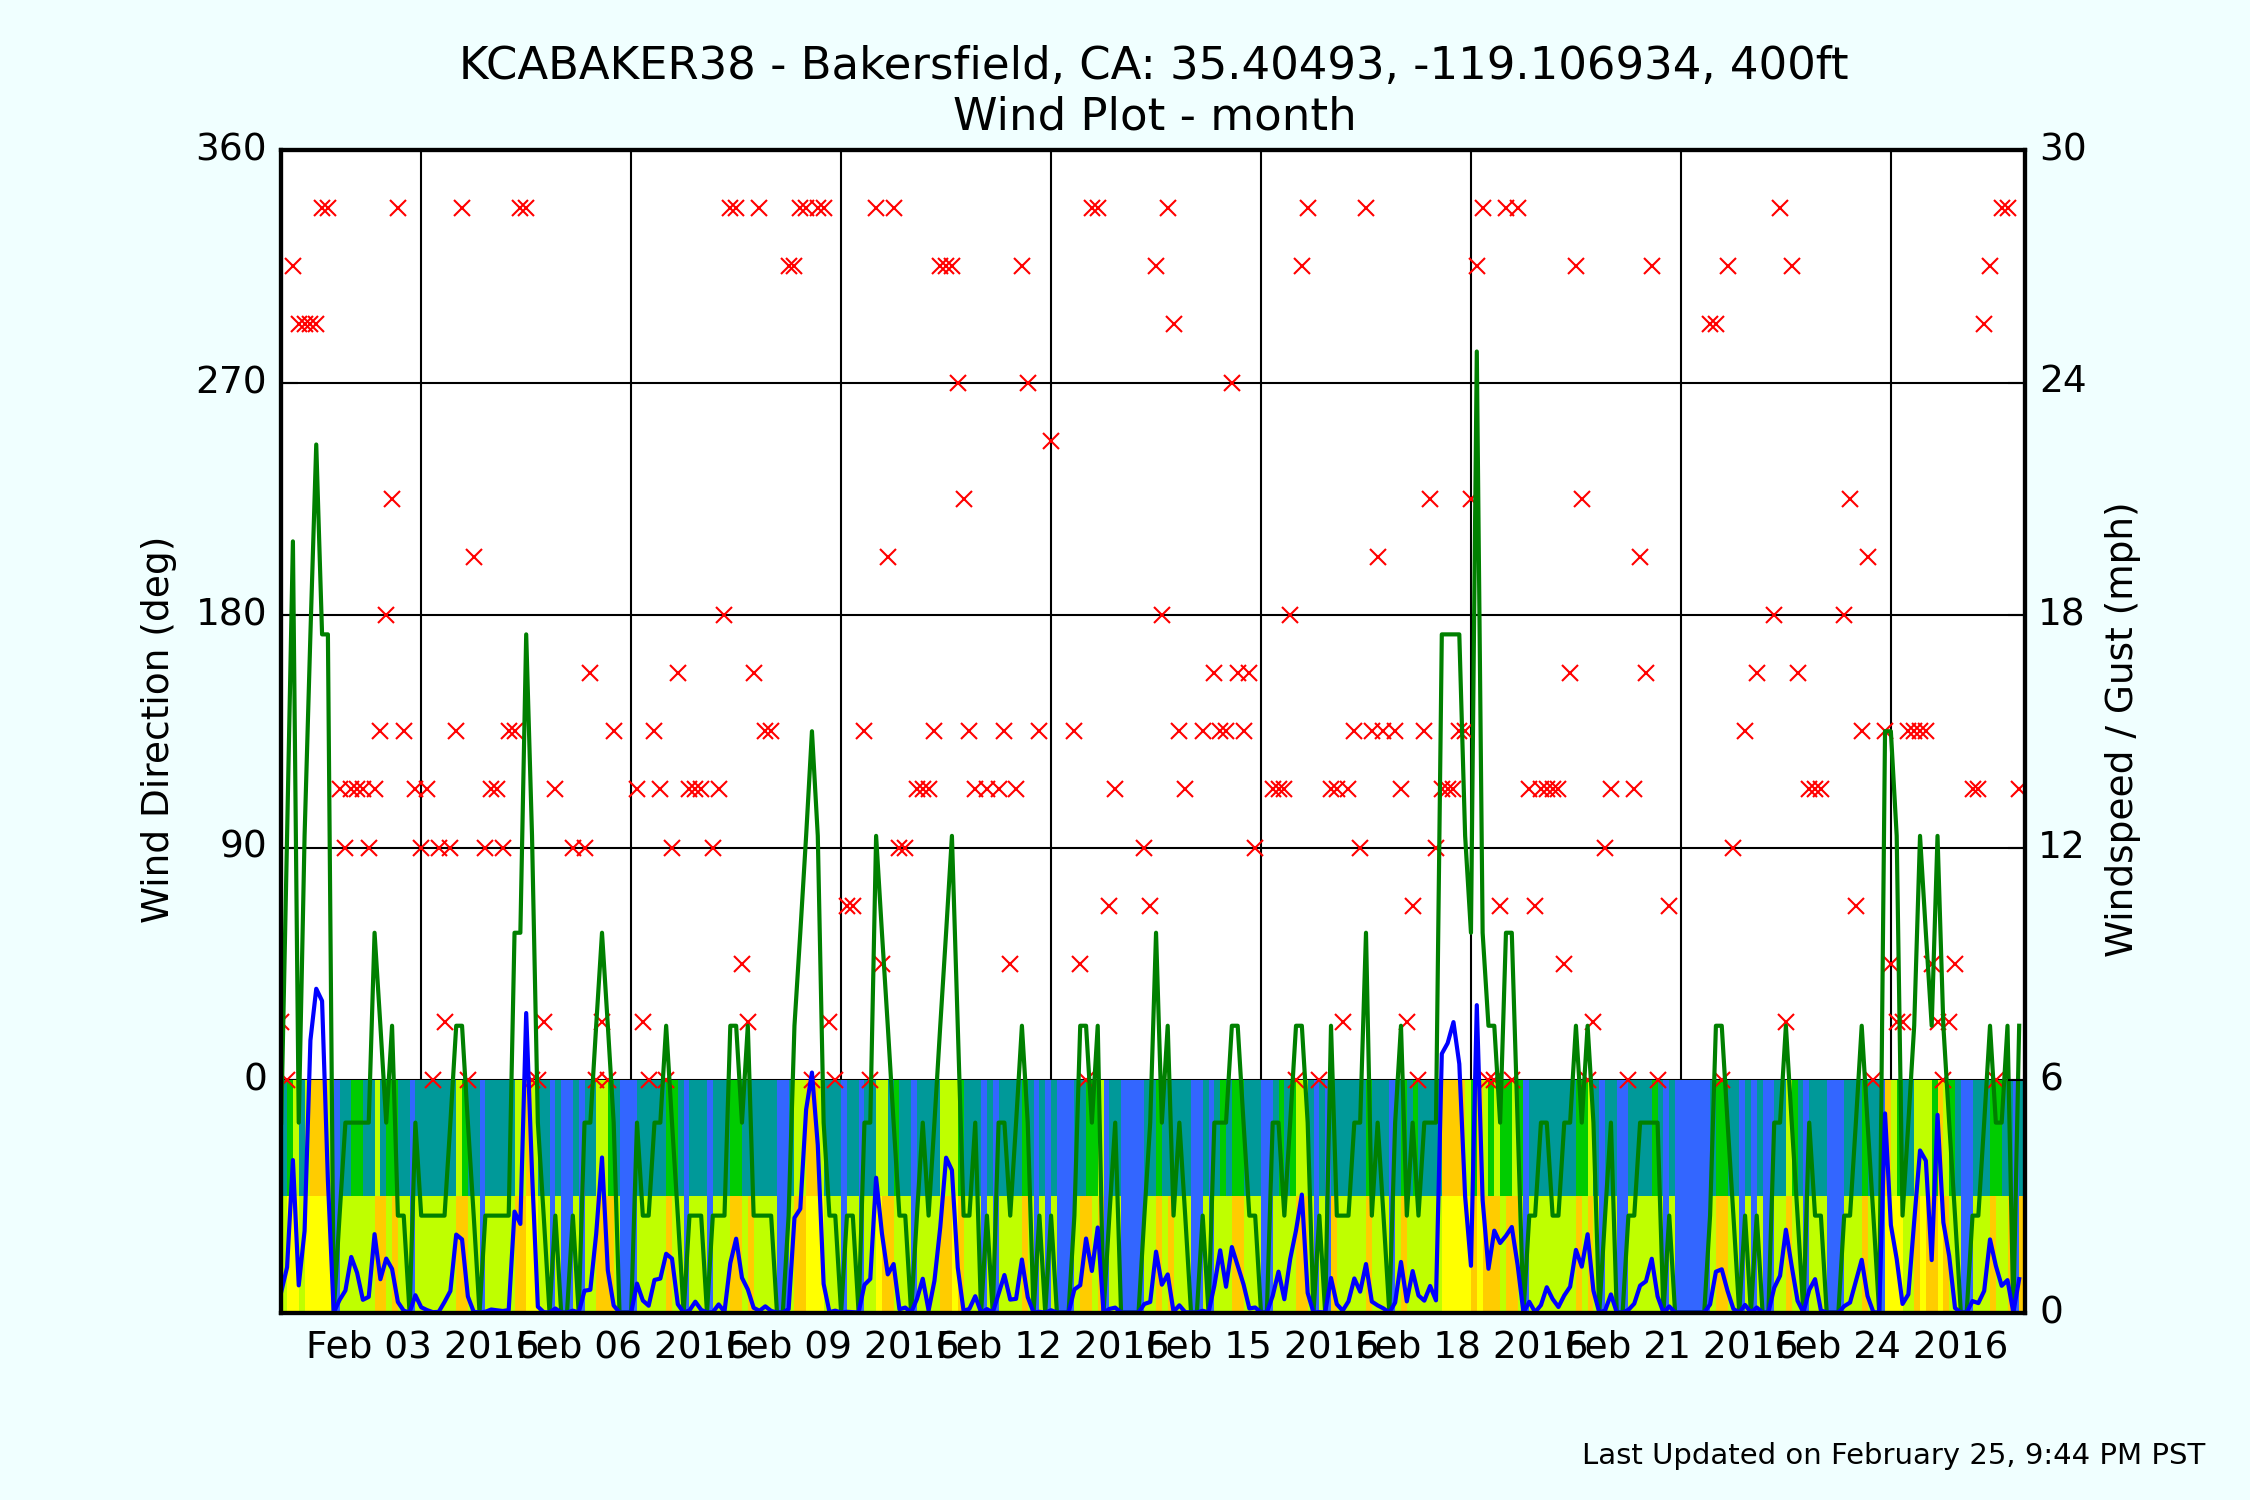 KCABAKER38 - Bakersfield, CA: 35.40493, -119.106934, 400ft
Wind Plot - month
360
270
180
90
0
Wind Direction (deg)
30
24
18
12
6
0
Windspeed / Gust (mph)
Feb 03 2016
Feb 06 2016
Feb 09 2016
Feb 12 2016
Feb 15 2016
Feb 18 2016
Feb 21 2016
Feb 24 2016
Last Updated on February 25, 9:44 PM PST